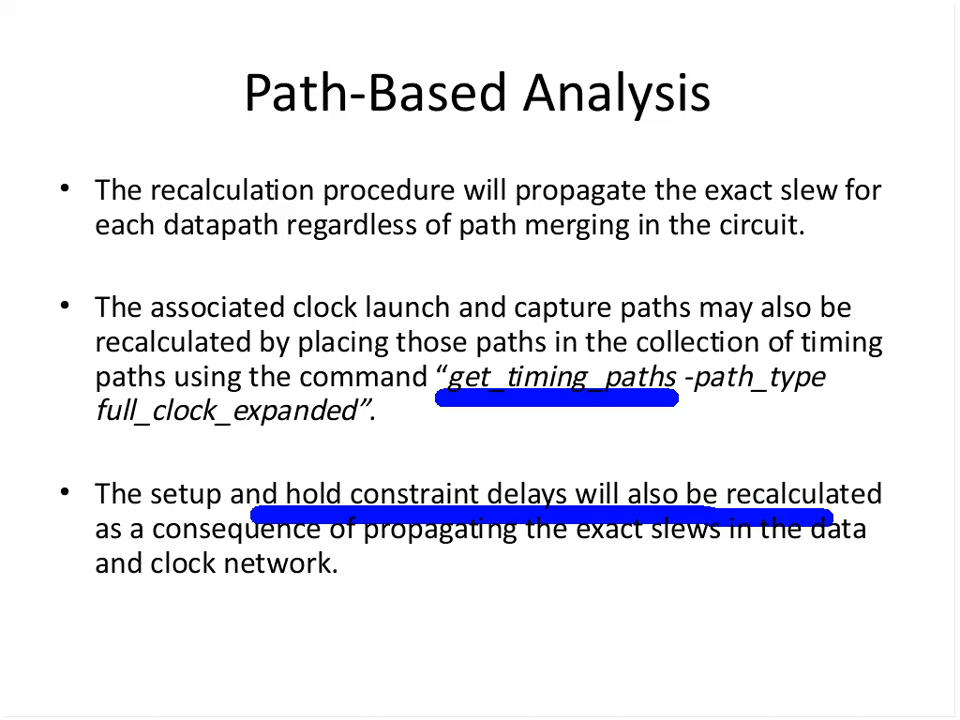 Path-Based Analysis
• The recalculation procedure will propagate the exact slew for
each datapath regardless of path merging in the circuit.
• The associated clock launch and capture paths may also be
recalculated by placing those paths in the collection of timing
paths using the command “get_timing_paths -path_type
full_clock_expanded”.
• The setup and hold constraint delays will also be recalculated
as a consequence of propagating the exact slews in the data
and clock network.